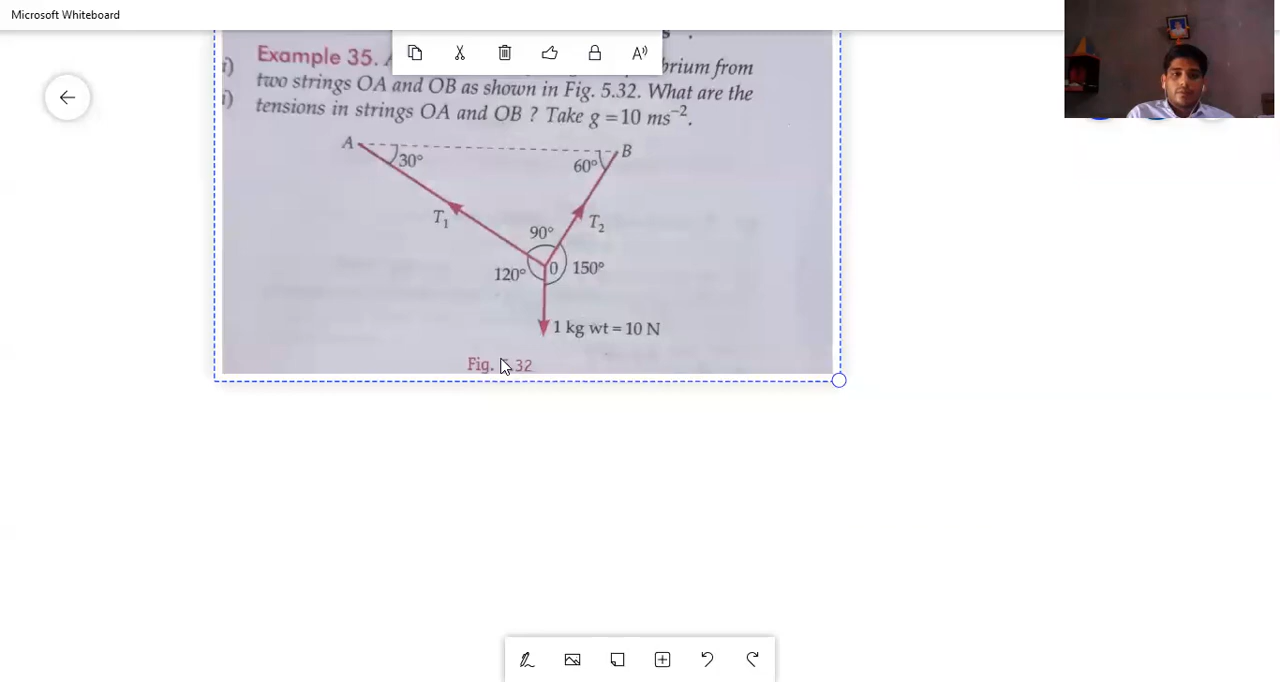 Microsoft Whiteboard
Example 35.
i) brium from
i) two strings OA and OB as shown in Fig. 5.32. What are the
tensions in strings OA and OB ? Take g = 10 ms⁻².
A B
30° 60°
T₁ T₂
90°
120° 0 150°
1 kg wt = 10 N
Fig. 32